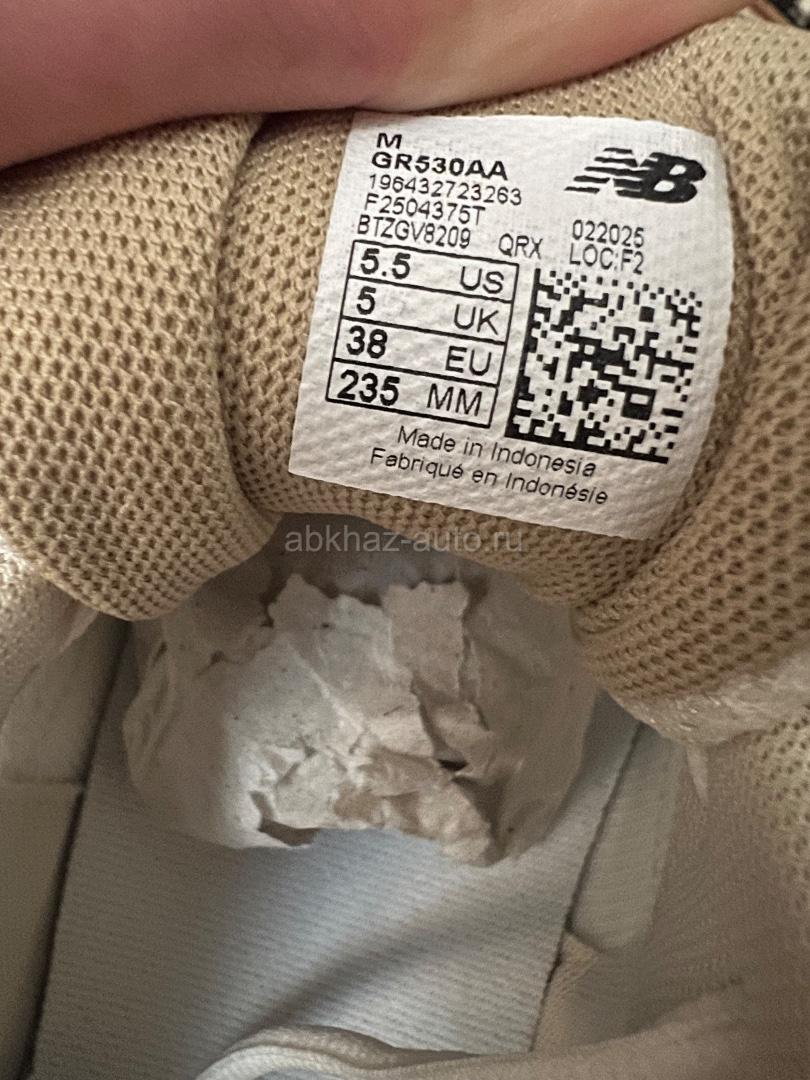 M
GR530AA
196432723263
F2504375T
BTZGV8209 QRX
NB
022025
LOC:F2
5.5 US
5 UK
38 EU
235 MM
Made in Indonesia
Fabriqué en Indonésie
abkhaz-auto.ru